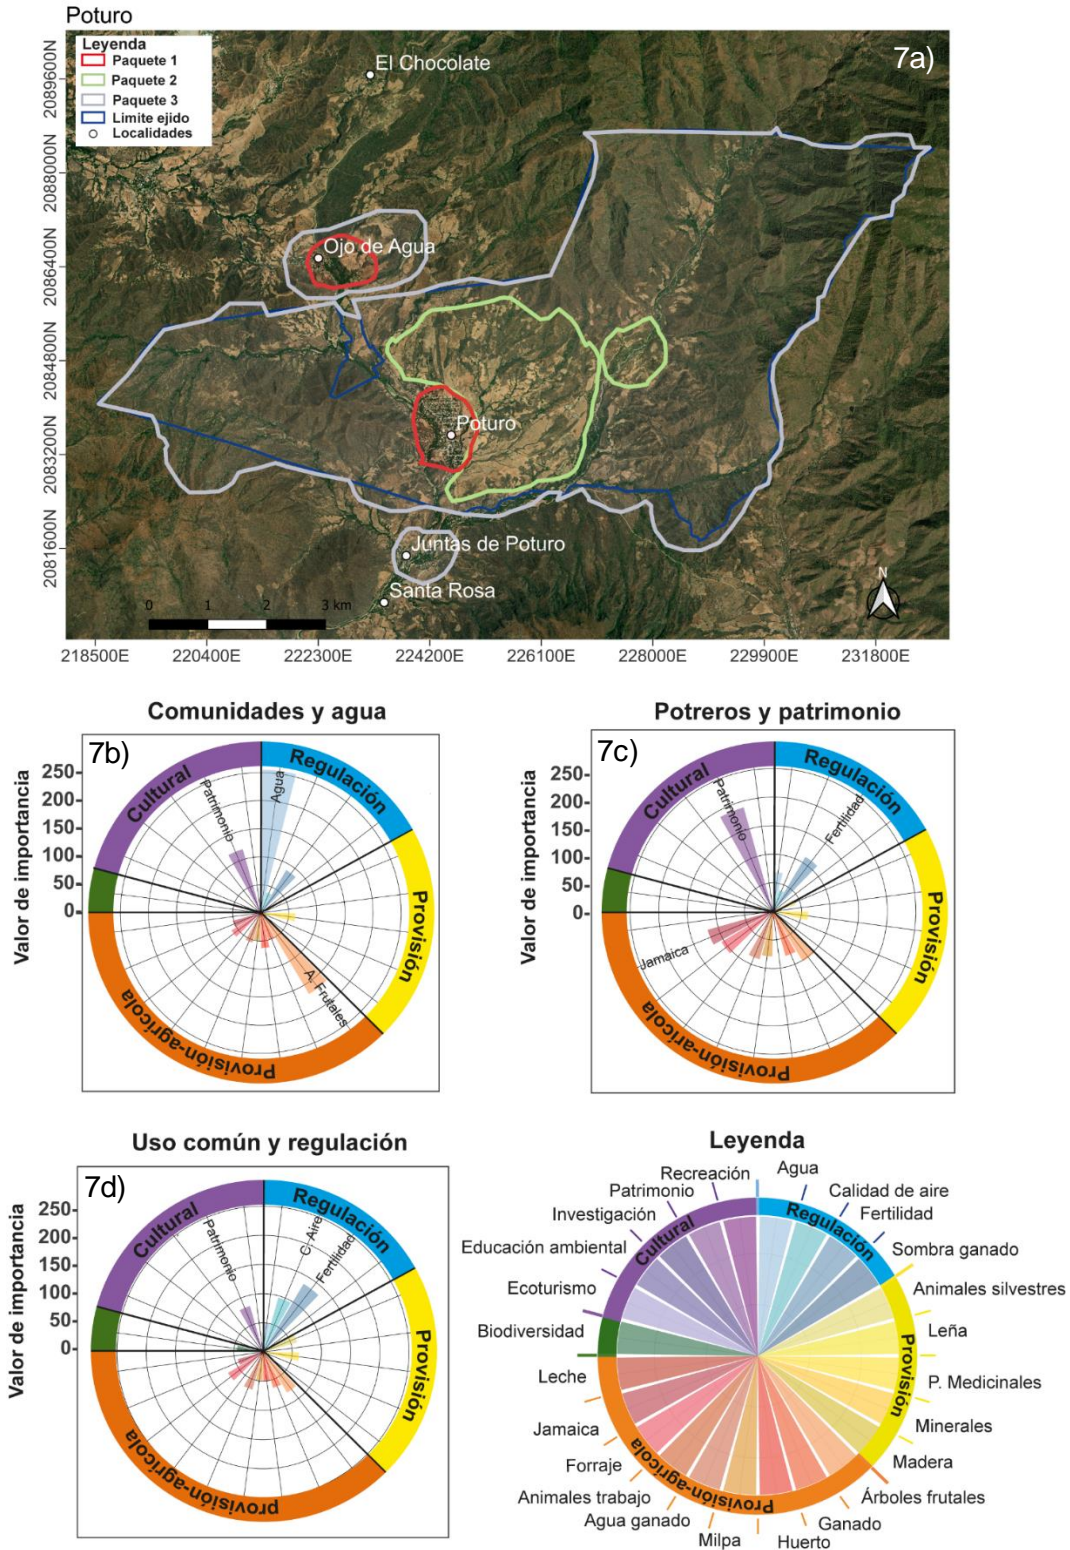 Poturo
Leyenda
Paquete 1
Paquete 2
Paquete 3
Limite ejido
Localidades
7a)
El Chocolate
Ojo de Agua
Poturo
Juntas de Poturo
Santa Rosa
N
0 1 2 3 km
2089600N
2088000N
2086400N
2084800N
2083200N
2081600N
218500E 220400E 222300E 224200E 226100E 228000E 229900E 231800E
Comunidades y agua
7b)
Valor de importancia
250
200
150
100
50
0
Cultural
Regulación
Provisión
Provisión-agrícola
Patrimonio
Agua
A. Frutales
Potreros y patrimonio
7c)
Valor de importancia
250
200
150
100
50
0
Cultural
Regulación
Provisión
Provisión-arícola
Patrimonio
Fertilidad
Jamaica
Uso común y regulación
7d)
Valor de importancia
250
200
150
100
50
0
Cultural
Regulación
Provisión
provisión-agrícola
Patrimonio
C. Aire
Fertilidad
Leyenda
Recreación
Patrimonio
Investigación
Educación ambiental
Ecoturismo
Biodiversidad
Leche
Jamaica
Forraje
Animales trabajo
Agua ganado
Milpa
Huerto
Ganado
Árboles frutales
Madera
Minerales
P. Medicinales
Leña
Animales silvestres
Sombra ganado
Fertilidad
Calidad de aire
Agua
Cultural
Regulación
Provisión
Provisión-agrícola